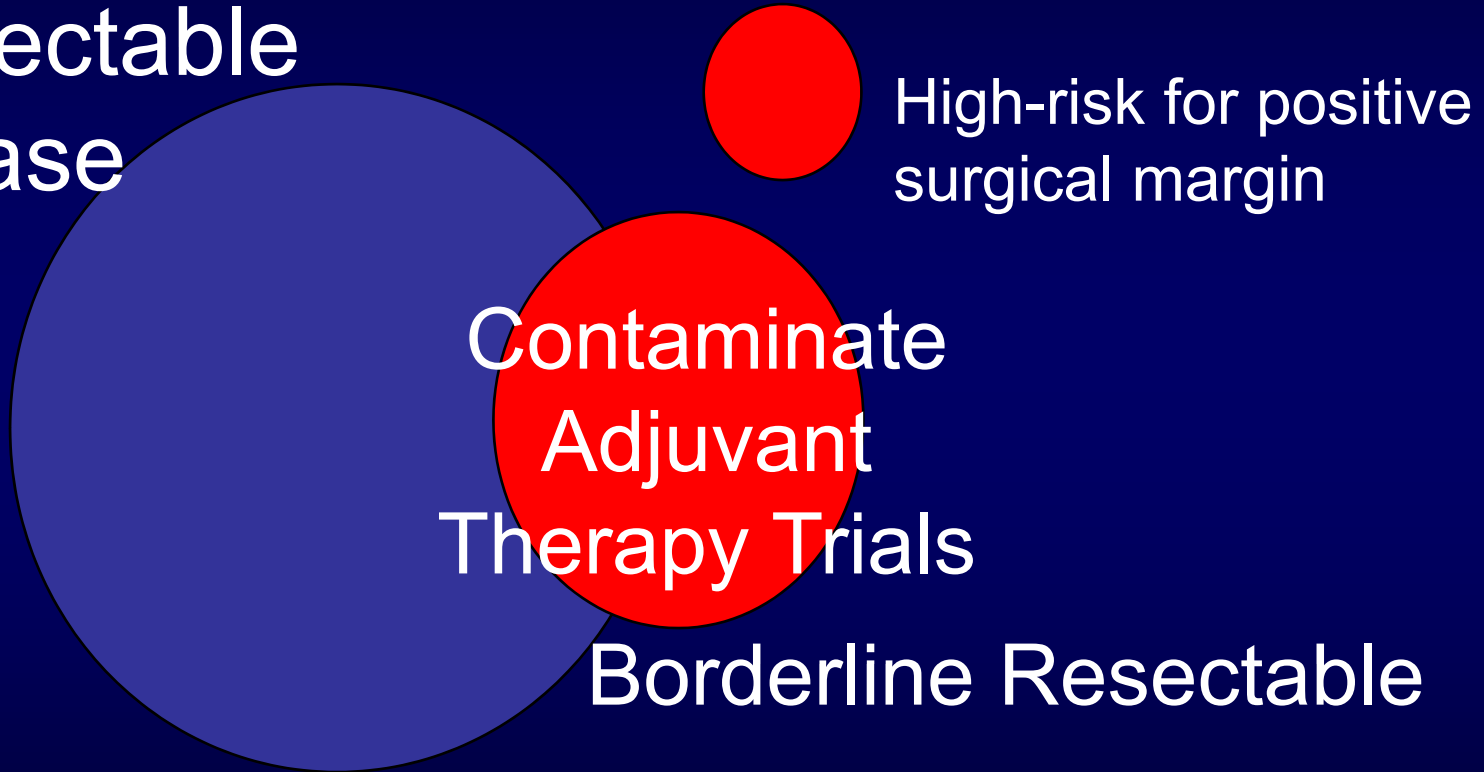 ectable
ase
High-risk for positive
surgical margin
Contaminate
Adjuvant
Therapy Trials
Borderline Resectable